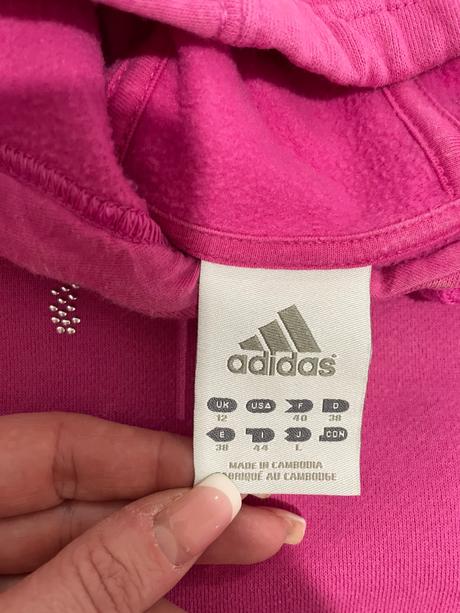 adidas
UK USA F D
12 40 38
E I J CDN
38 44 L
MADE IN CAMBODIA
FABRIQUÉ AU CAMBODGE